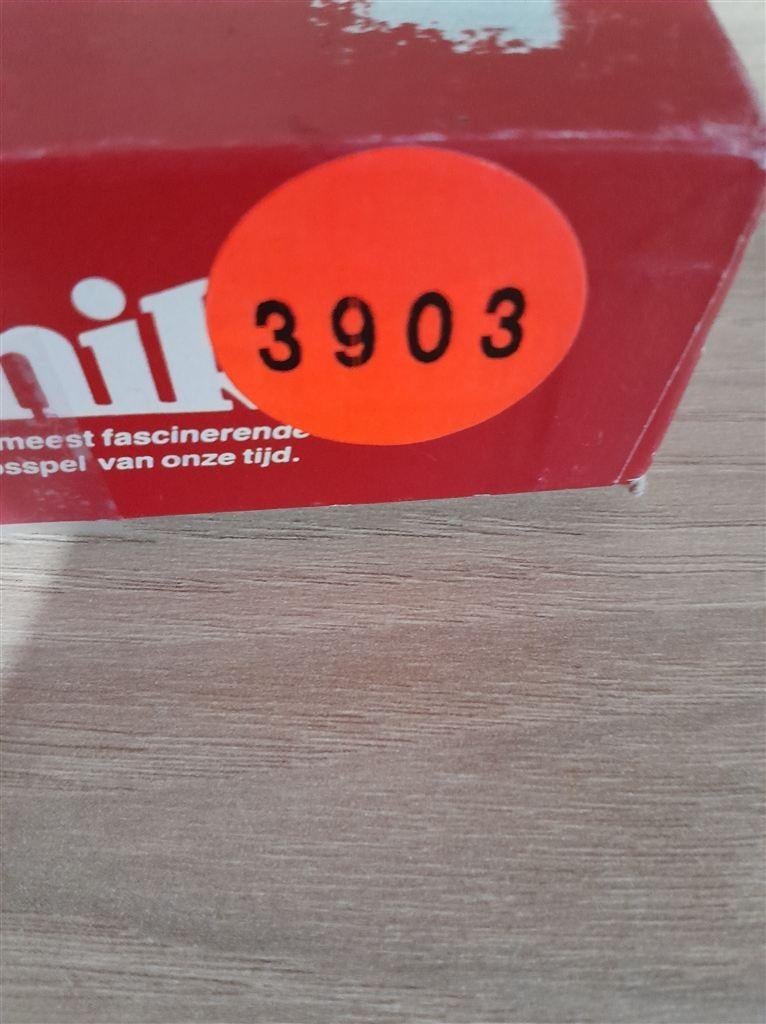 3903
meest fascinerende
van onze tijd.